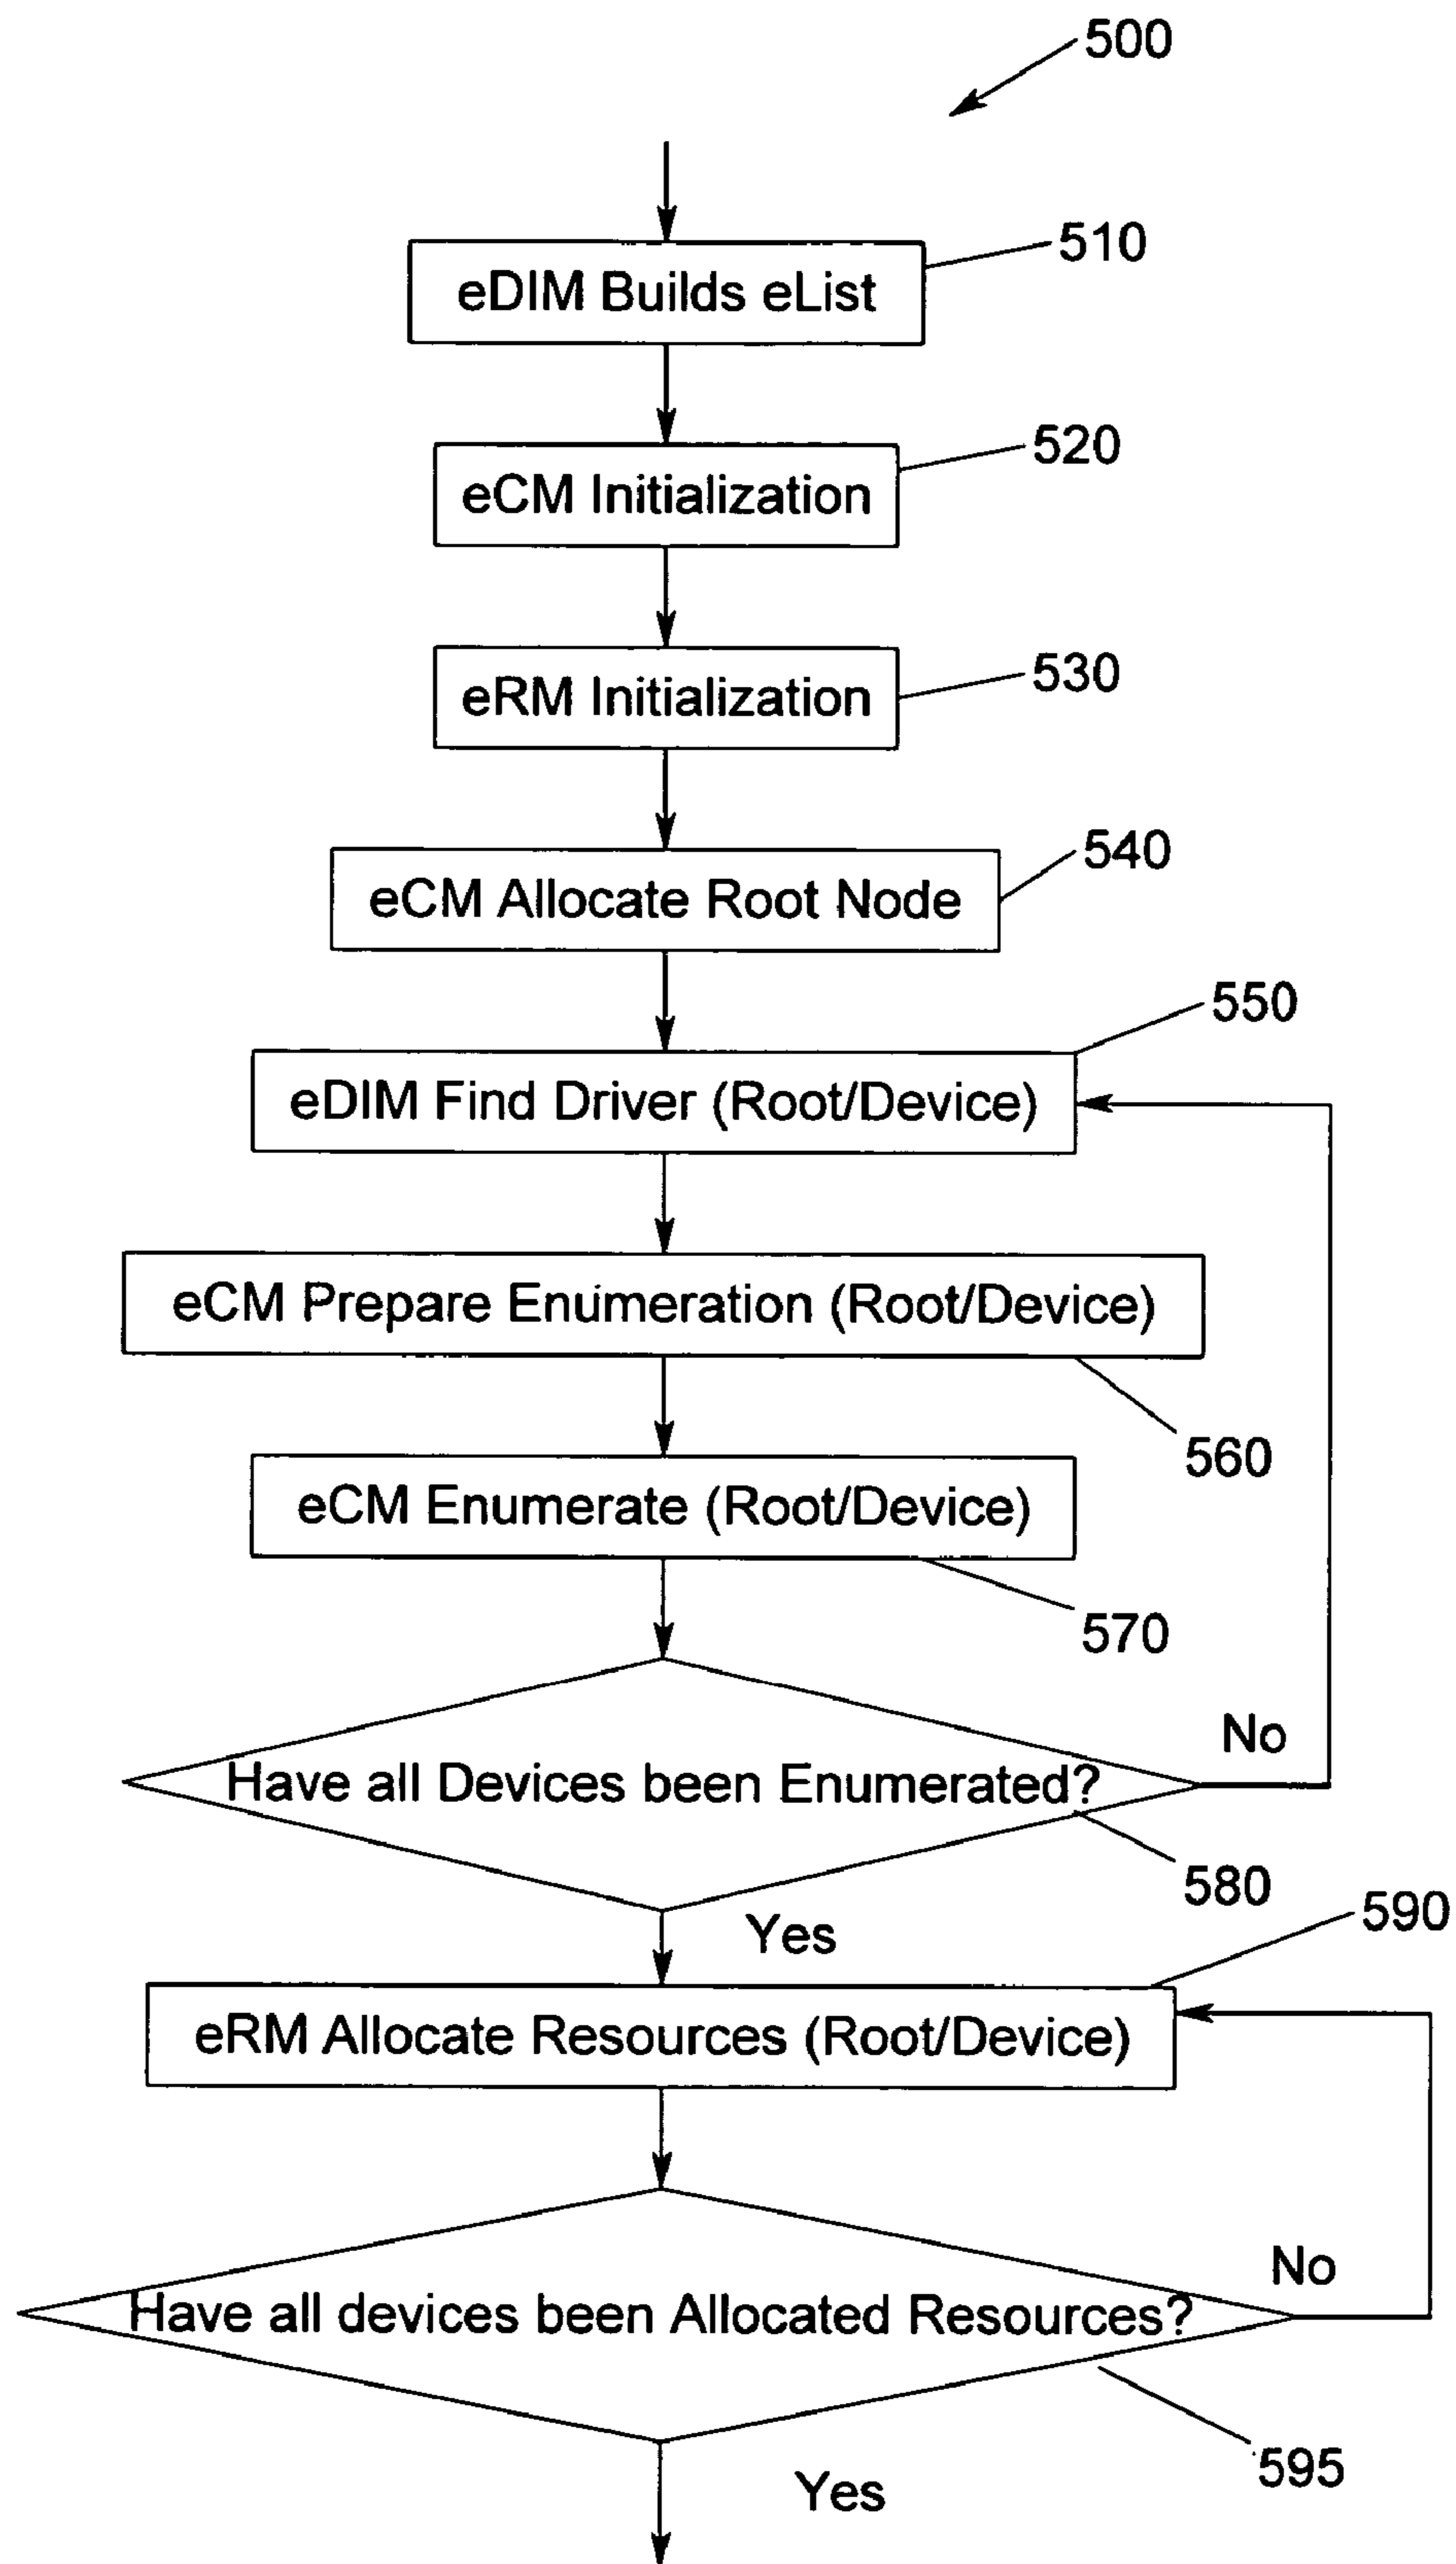 500
510
eDIM Builds eList
520
eCM Initialization
530
eRM Initialization
540
eCM Allocate Root Node
550
eDIM Find Driver (Root/Device)
eCM Prepare Enumeration (Root/Device)
560
eCM Enumerate (Root/Device)
570
No
Have all Devices been Enumerated?
580
Yes
590
eRM Allocate Resources (Root/Device)
No
Have all devices been Allocated Resources?
595
Yes